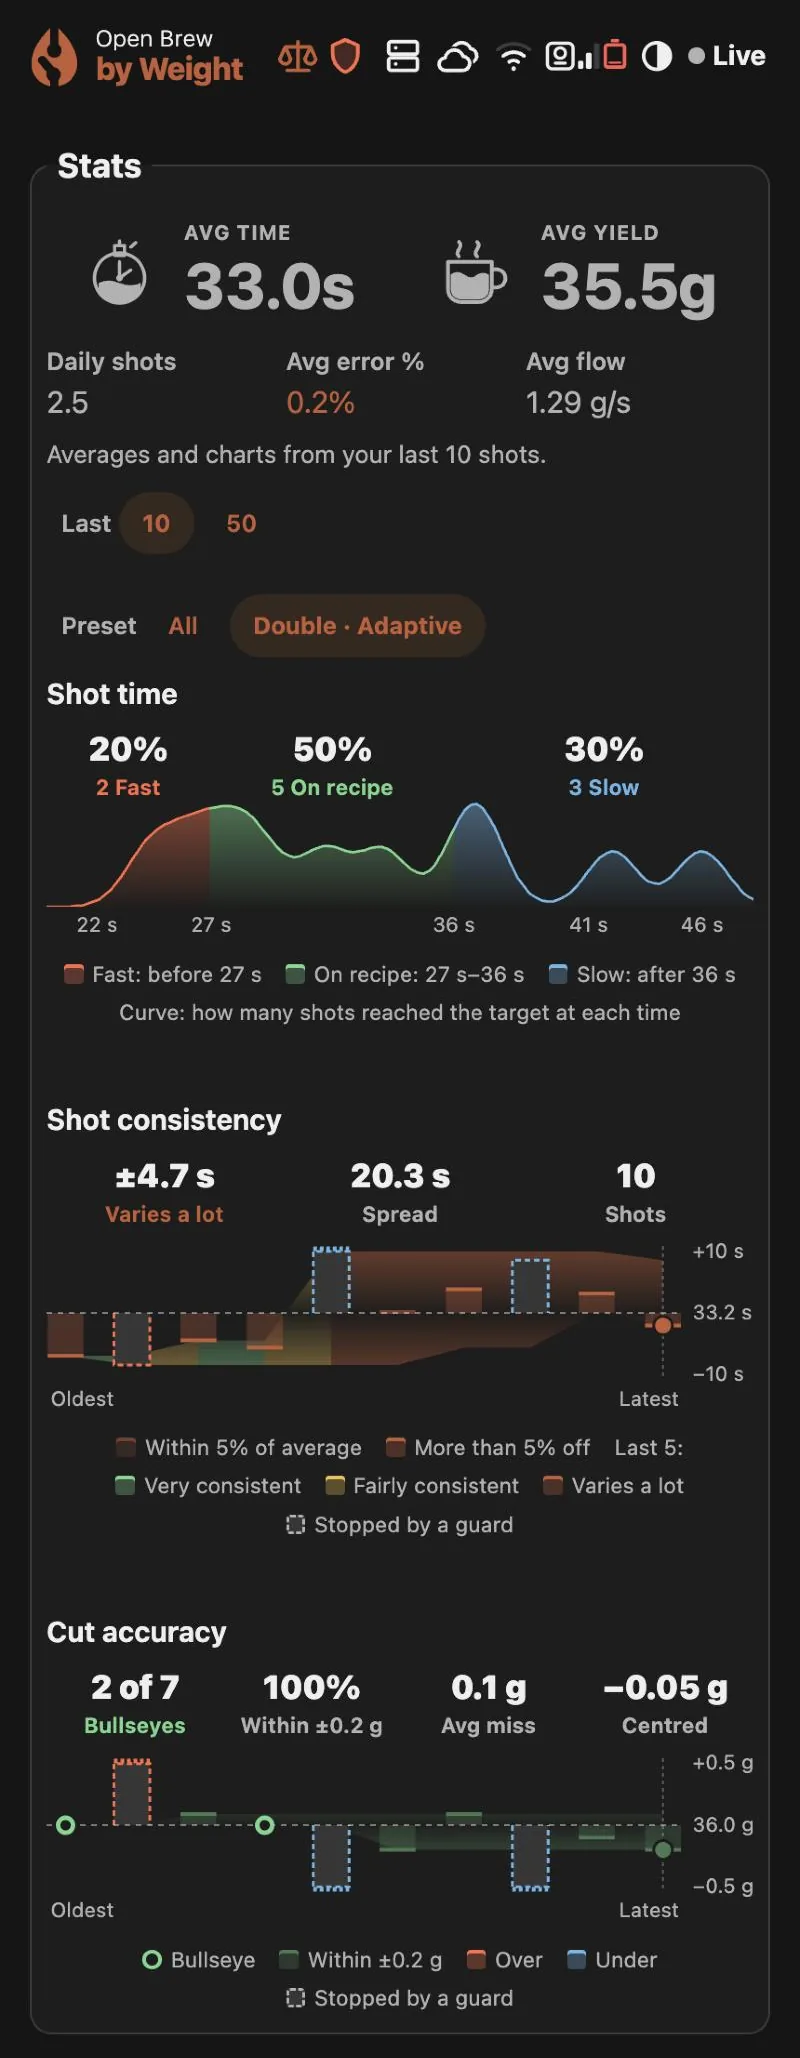 Open Brew
by Weight
Live
Stats
AVG TIME
33.0s
AVG YIELD
35.5g
Daily shots
2.5
Avg error %
0.2%
Avg flow
1.29 g/s
Averages and charts from your last 10 shots.
Last 10 50
Preset All Double · Adaptive
Shot time
20% 50% 30%
2 Fast 5 On recipe 3 Slow
22 s 27 s 36 s 41 s 46 s
Fast: before 27 s On recipe: 27 s–36 s Slow: after 36 s
Curve: how many shots reached the target at each time
Shot consistency
±4.7 s 20.3 s 10
Varies a lot Spread Shots
+10 s
33.2 s
−10 s
Oldest Latest
Within 5% of average More than 5% off Last 5:
Very consistent Fairly consistent Varies a lot
Stopped by a guard
Cut accuracy
2 of 7 100% 0.1 g −0.05 g
Bullseyes Within ±0.2 g Avg miss Centred
+0.5 g
36.0 g
−0.5 g
Oldest Latest
Bullseye Within ±0.2 g Over Under
Stopped by a guard